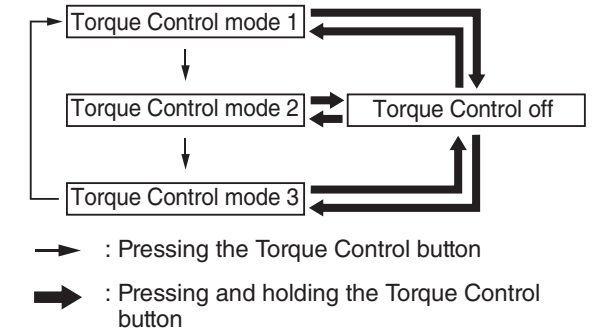 Torque Control mode 1
Torque Control mode 2
Torque Control off
Torque Control mode 3
: Pressing the Torque Control button
: Pressing and holding the Torque Control
button